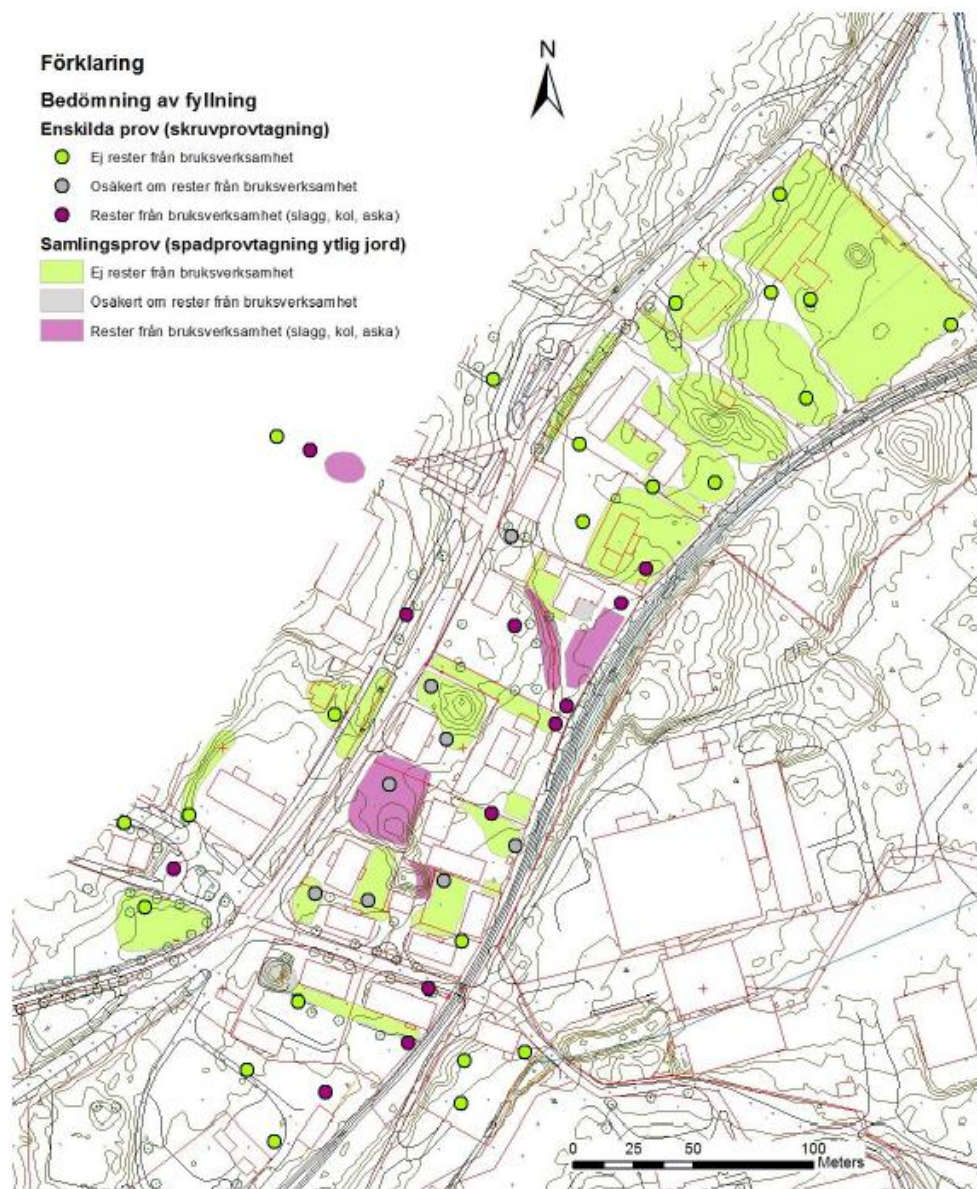 Förklaring
Bedömning av fyllning
Enskilda prov (skruvprovtagning)
Ej rester från bruksverksamhet
Osäkert om rester från bruksverksamhet
Rester från bruksverksamhet (slagg, kol, aska)
Samlingsprov (spadprovtagning ytlig jord)
Ej rester från bruksverksamhet
Osäkert om rester från bruksverksamhet
Rester från bruksverksamhet (slagg, kol, aska)
N
0 25 50 100
Meters